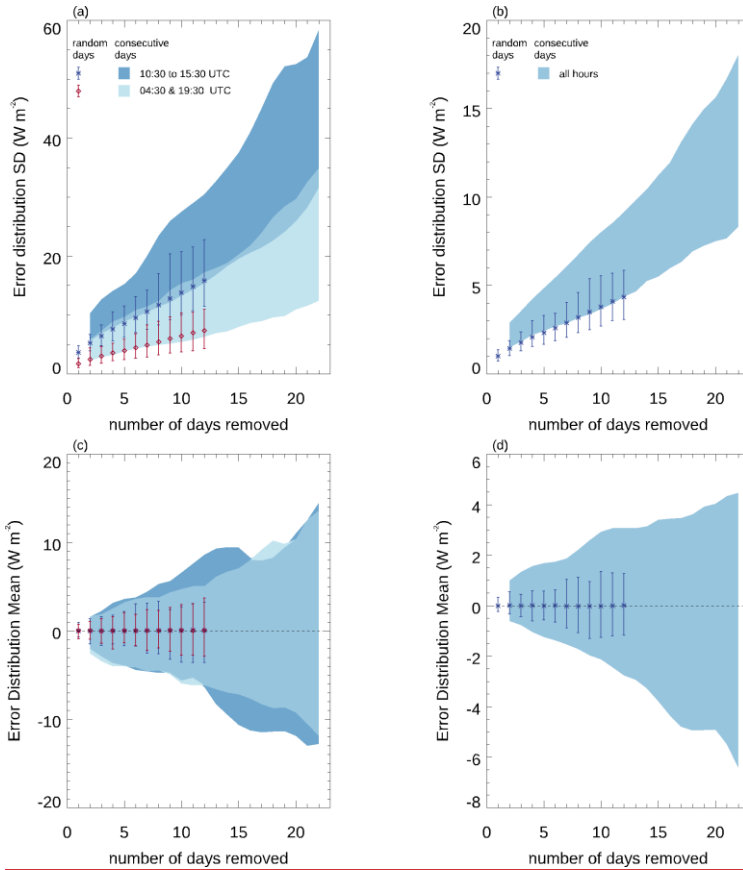 (a)
60
40
20
0
Error distribution SD (W m-2)
random days
consecutive days
10:30 to 15:30 UTC
04:30 & 19:30 UTC
0 5 10 15 20
number of days removed
(b)
20
15
10
5
0
Error distribution SD (W m-2)
random days
consecutive days
all hours
0 5 10 15 20
number of days removed
(c)
20
10
0
-10
-20
Error Distribution Mean (W m-2)
0 5 10 15 20
number of days removed
(d)
6
4
2
0
-2
-4
-6
-8
Error Distribution Mean (W m-2)
0 5 10 15 20
number of days removed